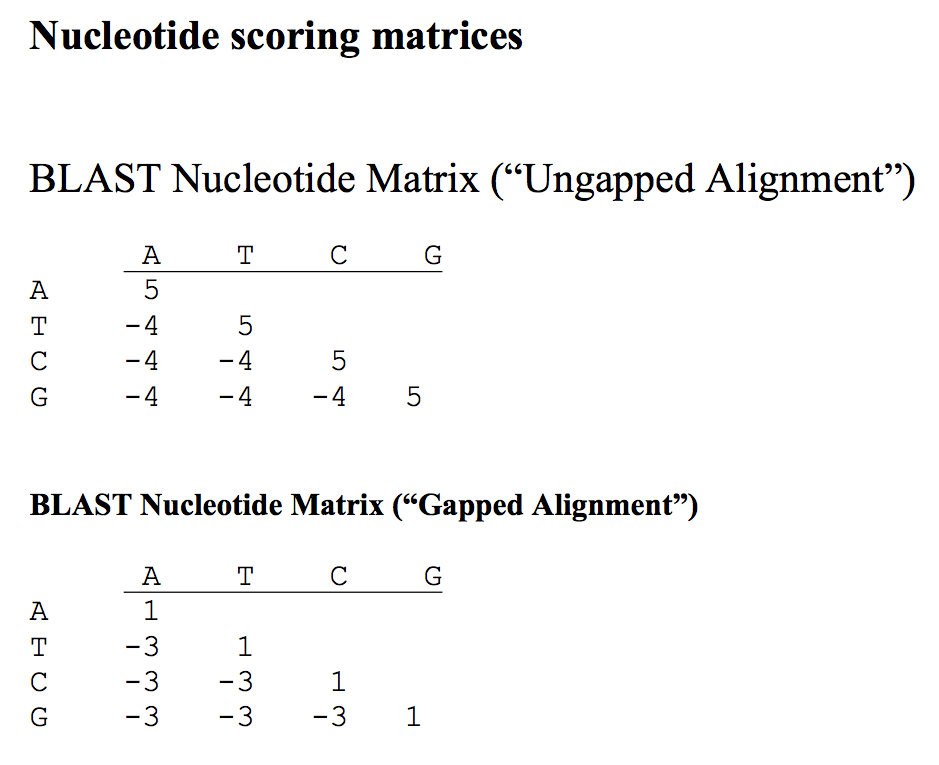 Nucleotide scoring matrices
BLAST Nucleotide Matrix (“Ungapped Alignment”)
A T C G
A 5
T -4 5
C -4 -4 5
G -4 -4 -4 5
BLAST Nucleotide Matrix (“Gapped Alignment”)
A T C G
A 1
T -3 1
C -3 -3 1
G -3 -3 -3 1